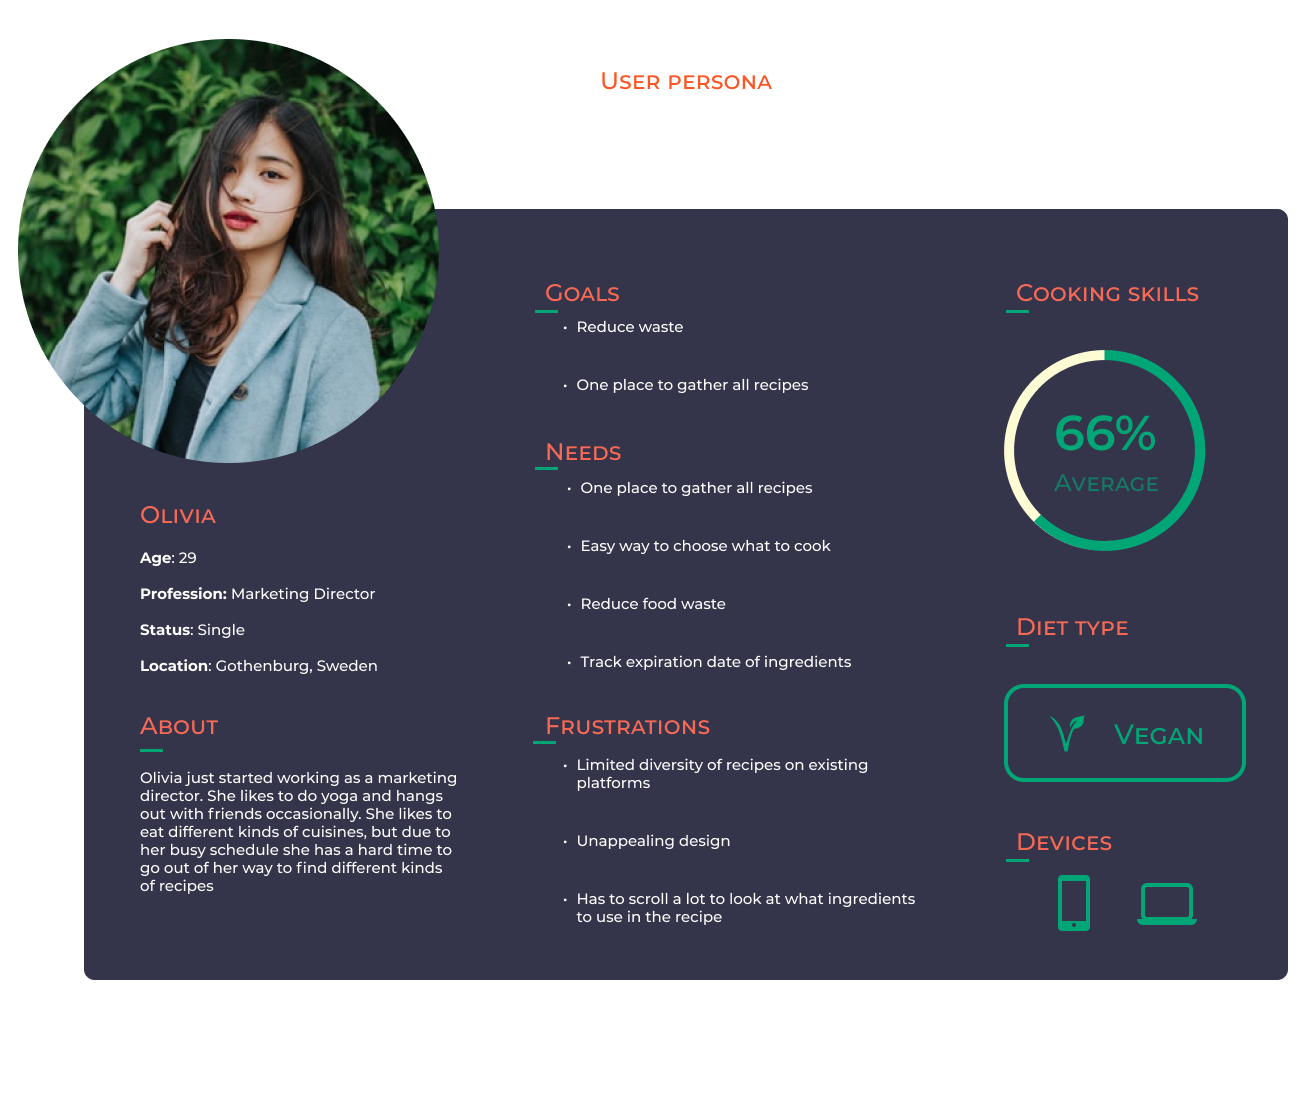 User persona
Olivia
Age: 29
Profession: Marketing Director
Status: Single
Location: Gothenburg, Sweden
About
Olivia just started working as a marketing
director. She likes to do yoga and hangs
out with friends occasionally. She likes to
eat different kinds of cuisines, but due to
her busy schedule she has a hard time to
go out of her way to find different kinds
of recipes
Goals
• Reduce waste
• One place to gather all recipes
Needs
• One place to gather all recipes
• Easy way to choose what to cook
• Reduce food waste
• Track expiration date of ingredients
Frustrations
• Limited diversity of recipes on existing
platforms
• Unappealing design
• Has to scroll a lot to look at what ingredients
to use in the recipe
Cooking skills
66%
Average
Diet type
Vegan
Devices